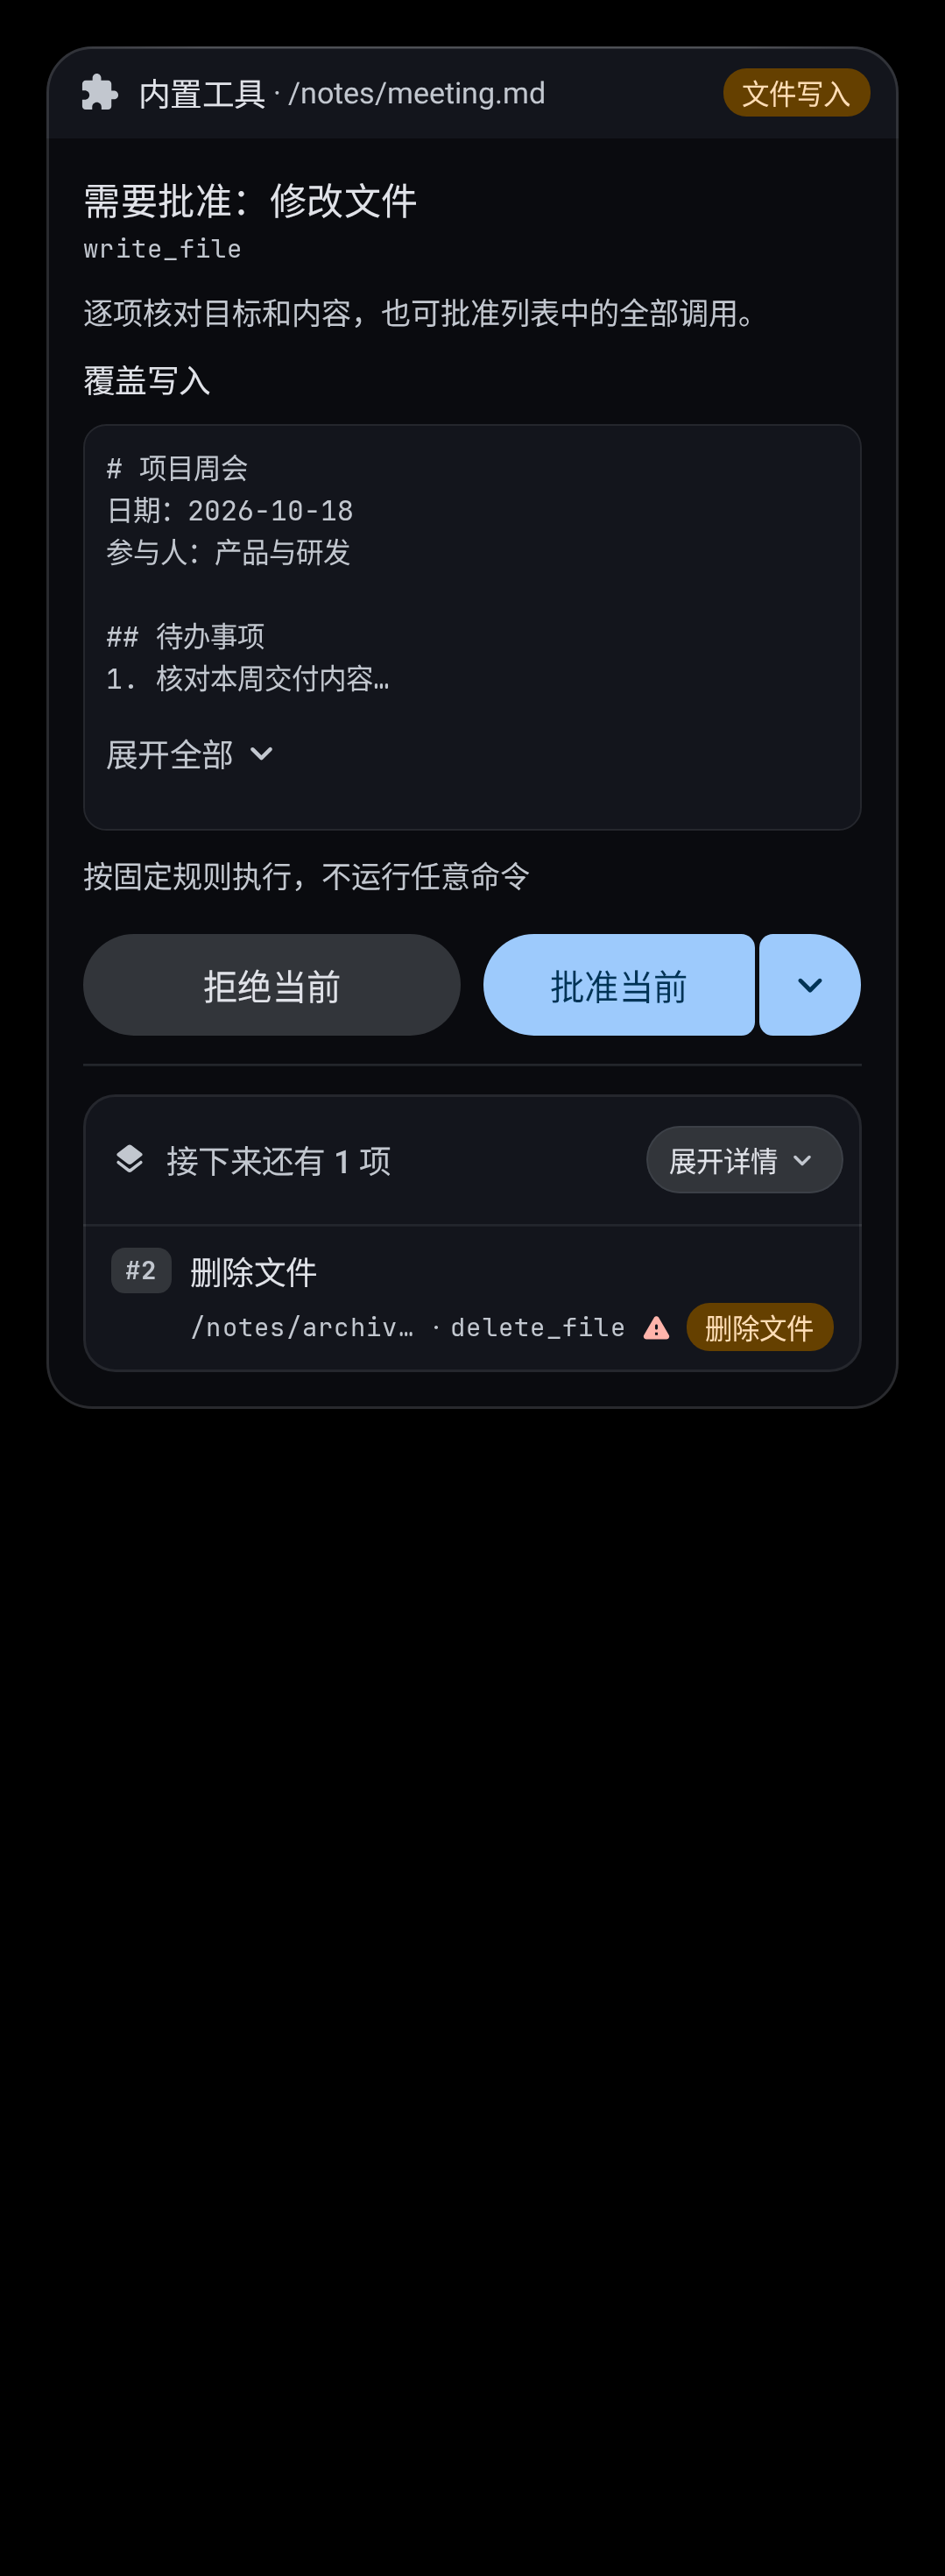 内置工具 · /notes/meeting.md
文件写入
需要批准：修改文件
write_file
逐项核对目标和内容，也可批准列表中的全部调用。
覆盖写入
# 项目周会
日期：2026-10-18
参与人：产品与研发
## 待办事项
1. 核对本周交付内容…
展开全部
按固定规则执行，不运行任意命令
拒绝当前
批准当前
接下来还有 1 项
展开详情
#2 删除文件
/notes/archiv… · delete_file
删除文件